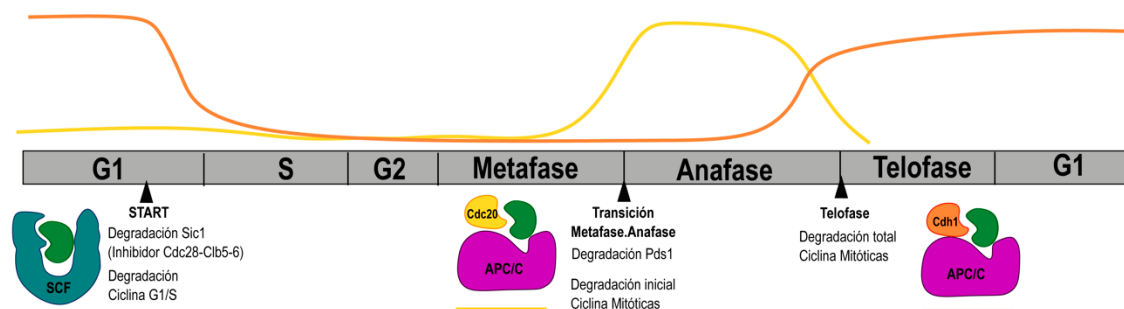 G1
S
G2
Metafase
Anafase
Telofase
G1
SCF
START
Degradación Sic1
(Inhibidor Cdc28-Clb5-6)
Degradación
Ciclina G1/S
Cdc20
APC/C
Transición
Metafase.Anafase
Degradación Pds1
Degradación inicial
Ciclina Mitóticas
Telofase
Degradación total
Ciclina Mitóticas
Cdh1
APC/C